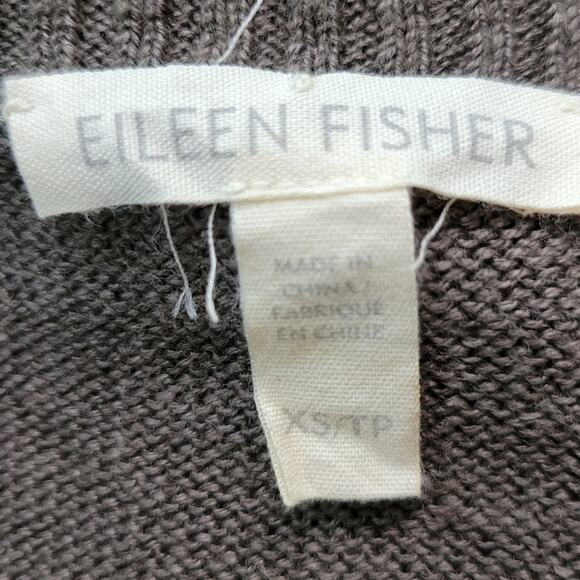 EILEEN FISHER
MADE IN
CHINA/
FABRIQUÉ
EN CHINE
XS/TP